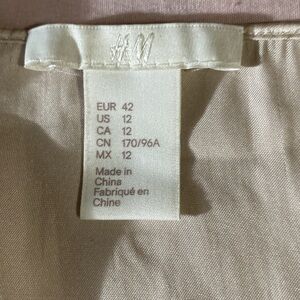 H&M
EUR 42
US 12
CA 12
CN 170/96A
MX 12
Made in
China
Fabriqué en
Chine